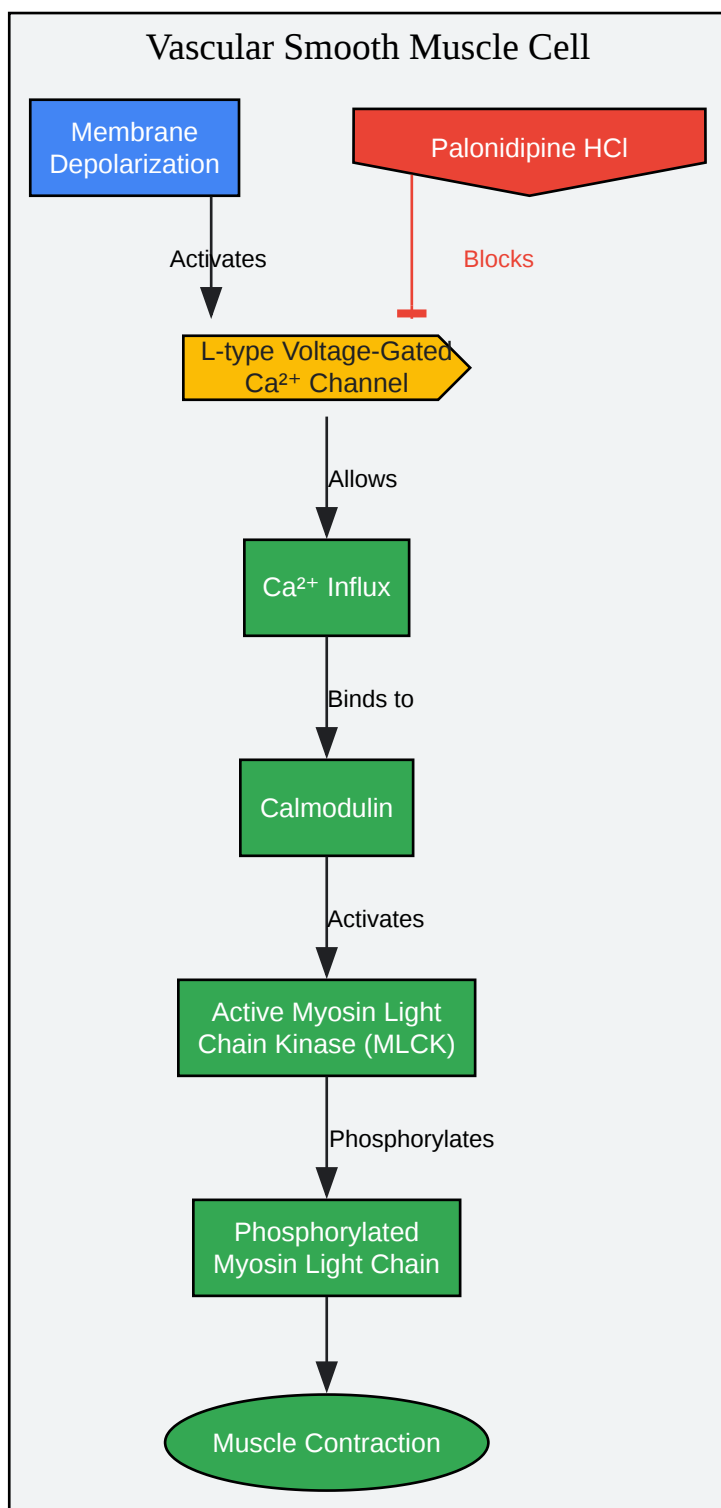 Vascular Smooth Muscle Cell
Membrane
Depolarization
Palonidipine HCl
Activates
Blocks
L-type Voltage-Gated
Ca²⁺ Channel
Allows
Ca²⁺ Influx
Binds to
Calmodulin
Activates
Active Myosin Light
Chain Kinase (MLCK)
Phosphorylates
Phosphorylated
Myosin Light Chain
Muscle Contraction